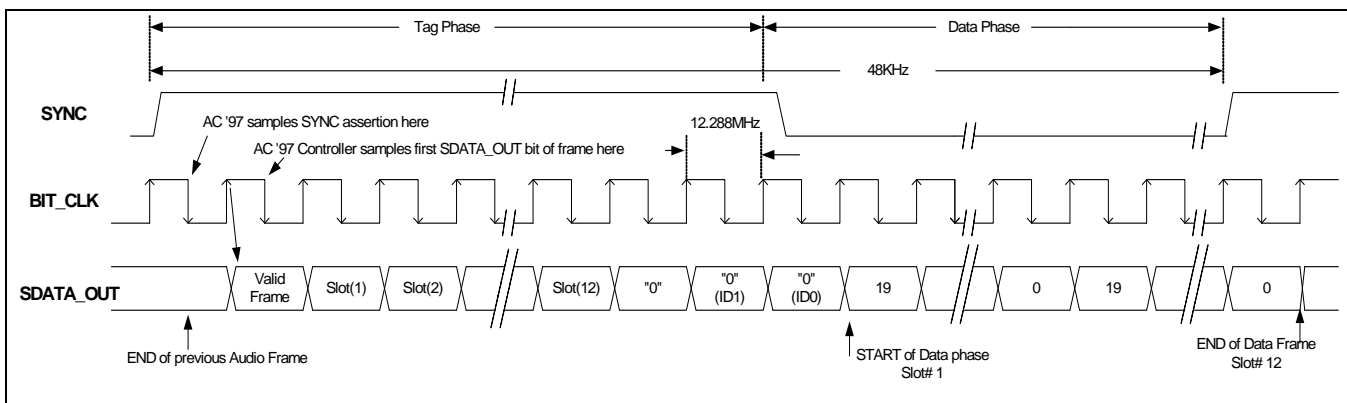 Tag Phase
Data Phase
48KHz
SYNC
AC '97 samples SYNC assertion here
12.288MHz
AC '97 Controller samples first SDATA_OUT bit of frame here
BIT_CLK
SDATA_OUT
Valid
Frame
Slot(1)
Slot(2)
Slot(12)
"0"
"0"
(ID1)
"0"
(ID0)
19
0
19
0
END of previous Audio Frame
START of Data phase
Slot# 1
END of Data Frame
Slot# 12